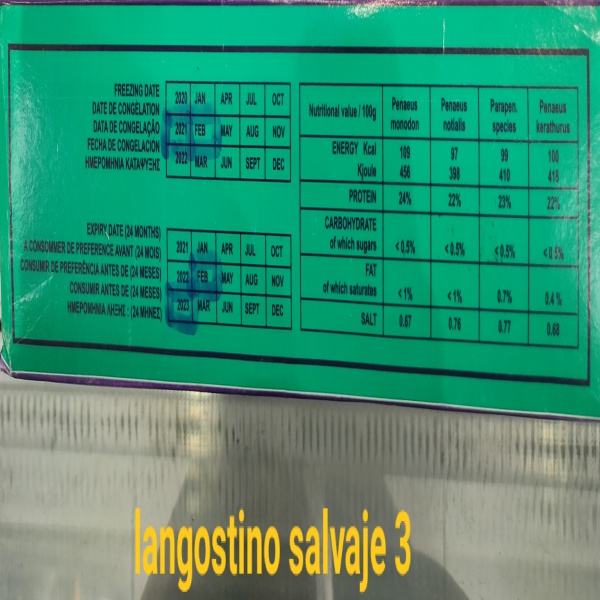 FREEZING DATE
DATE DE CONGÉLATION
DATA DE CONGELAÇÃO
FECHA DE CONGELACIÓN
ΗΜΕΡΟΜΗΝΙΑ ΚΑΤΑΨΥΞΗΣ
2020 JAN APR JUL OCT
2021 FEB MAY AUG NOV
2022 MAR JUN SEPT DEC
EXPIRY DATE (24 MONTHS)
A CONSOMMER DE PREFERENCE AVANT (24 MOIS)
CONSUMIR DE PREFERÊNCIA ANTES DE (24 MESES)
CONSUMIR ANTES DE (24 MESES)
ΗΜΕΡΟΜΗΝΙΑ ΛΗΞΗΣ : (24 ΜΗΝΕΣ)
2021 JAN APR JUL OCT
2022 FEB MAY AUG NOV
2023 MAR JUN SEPT DEC
Nutritional value / 100g Penaeus monodon Penaeus notialis Parapen. species Penaeus kerathurus
ENERGY Kcal 109 97 99 100
Kjoule 456 398 410 418
PROTEIN 24% 22% 23% 22%
CARBOHYDRATE
of which sugars < 0.5% < 0.5% < 0.5% < 0.5%
FAT
of which saturates < 1% < 1% 0.7% 0.4 %
SALT 0.67 0.76 0.77 0.68
langostino salvaje 3